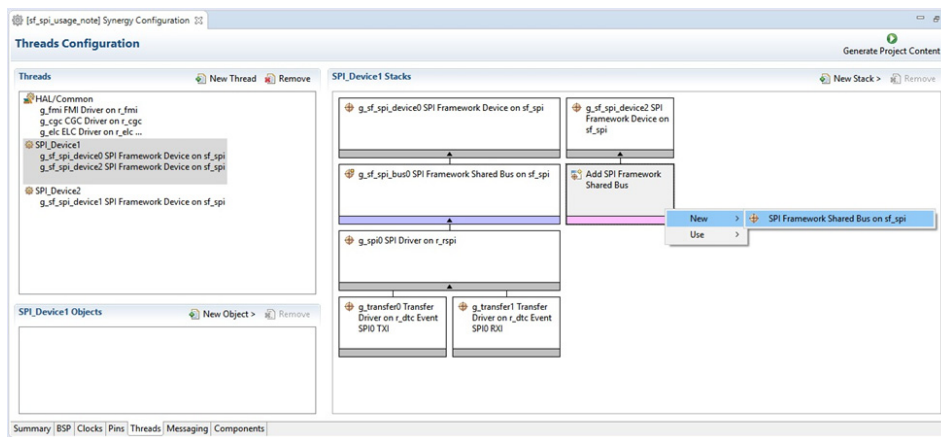 [sf_spi_usage_note] Synergy Configuration
Threads Configuration
Generate Project Content
Threads
New Thread
Remove
HAL/Common
g_fmi FMI Driver on r_fmi
g_cgc CGC Driver on r_cgc
g_elc ELC Driver on r_elc ...
SPI_Device1
g_sf_spi_device0 SPI Framework Device on sf_spi
g_sf_spi_device2 SPI Framework Device on sf_spi
SPI_Device2
g_sf_spi_device1 SPI Framework Device on sf_spi
SPI_Device1 Objects
New Object >
Remove
SPI_Device1 Stacks
New Stack >
Remove
g_sf_spi_device0 SPI Framework Device on sf_spi
g_sf_spi_device2 SPI
Framework Device on
sf_spi
g_sf_spi_bus0 SPI Framework Shared Bus on sf_spi
Add SPI Framework
Shared Bus
New >
SPI Framework Shared Bus on sf_spi
Use >
g_spi0 SPI Driver on r_rspi
g_transfer0 Transfer
Driver on r_dtc Event
SPI0 TXI
g_transfer1 Transfer
Driver on r_dtc Event
SPI0 RXI
Summary BSP Clocks Pins Threads Messaging Components